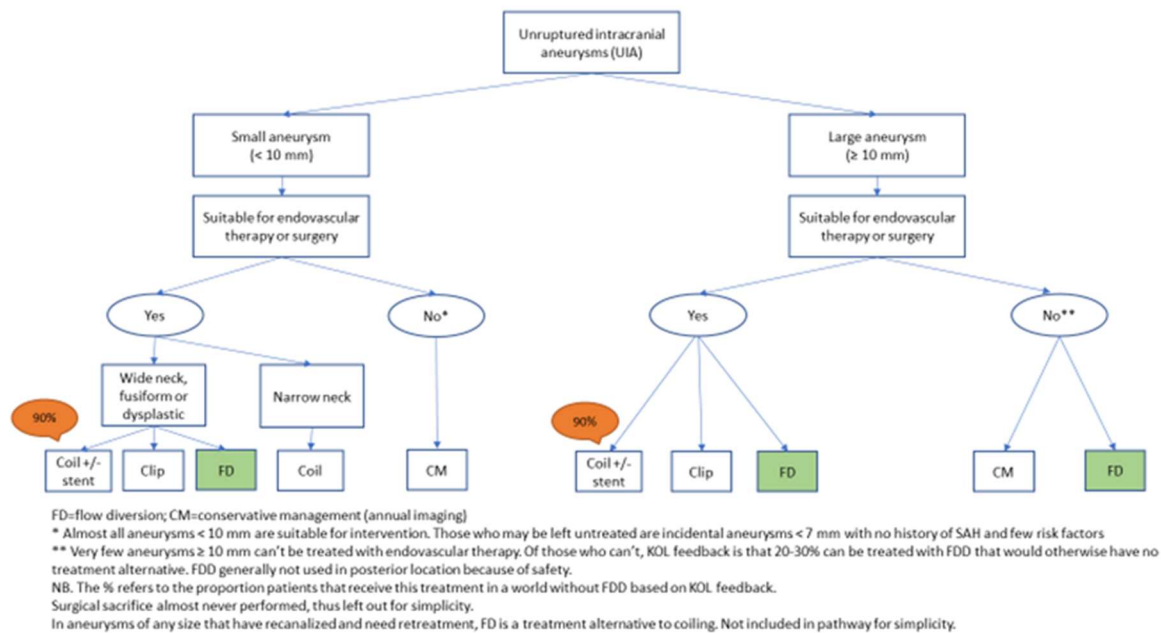 Unruptured intracranial
aneurysms (UIA)
Small aneurysm
(< 10 mm)
Large aneurysm
(≥ 10 mm)
Suitable for endovascular
therapy or surgery
Suitable for endovascular
therapy or surgery
Yes
No*
Yes
No**
Wide neck,
fusiform or
dysplastic
Narrow neck
90%
90%
Coil +/-
stent
Clip
FD
Coil
CM
Coil +/-
stent
Clip
FD
CM
FD
FD=flow diversion; CM=conservative management (annual imaging)
* Almost all aneurysms < 10 mm are suitable for intervention. Those who may be left untreated are incidental aneurysms < 7 mm with no history of SAH and few risk factors
** Very few aneurysms ≥ 10 mm can't be treated with endovascular therapy. Of those who can't, KOL feedback is that 20-30% can be treated with FDD that would otherwise have no
treatment alternative. FDD generally not used in posterior location because of safety.
NB. The % refers to the proportion patients that receive this treatment in a world without FDD based on KOL feedback.
Surgical sacrifice almost never performed, thus left out for simplicity.
In aneurysms of any size that have recanalized and need retreatment, FD is a treatment alternative to coiling. Not included in pathway for simplicity.